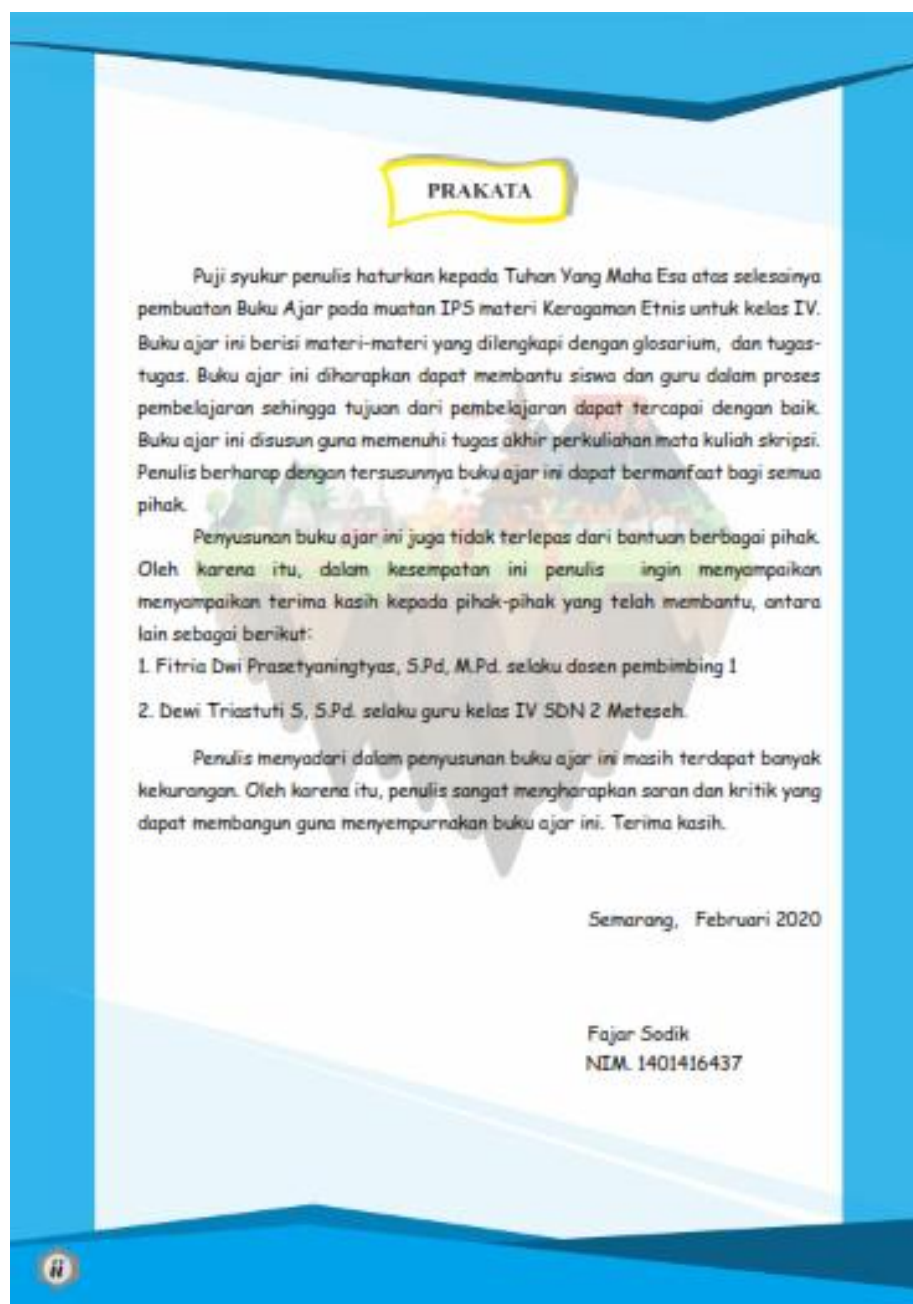 PRAKATA
Puji syukur penulis haturkan kepada Tuhan Yang Maha Esa atas selesainya
pembuatan Buku Ajar pada muatan IPS materi Keragaman Etnis untuk kelas IV.
Buku ajar ini berisi materi-materi yang dilengkapi dengan glosarium, dan tugas-
tugas. Buku ajar ini diharapkan dapat membantu siswa dan guru dalam proses
pembelajaran sehingga tujuan dari pembelajaran dapat tercapai dengan baik.
Buku ajar ini disusun guna memenuhi tugas akhir perkuliahan mata kuliah skripsi.
Penulis berharap dengan tersusunnya buku ajar ini dapat bermanfaat bagi semua
pihak.
Penyusunan buku ajar ini juga tidak terlepas dari bantuan berbagai pihak.
Oleh karena itu, dalam kesempatan ini penulis ingin menyampaikan
menyampaikan terima kasih kepada pihak-pihak yang telah membantu, antara
lain sebagai berikut:
1. Fitria Dwi Prasetyaningtyas, S.Pd, M.Pd. selaku dosen pembimbing 1
2. Dewi Triastuti S, S.Pd. selaku guru kelas IV SDN 2 Meteseh.
Penulis menyadari dalam penyusunan buku ajar ini masih terdapat banyak
kekurangan. Oleh karena itu, penulis sangat mengharapkan saran dan kritik yang
dapat membangun guna menyempurnakan buku ajar ini. Terima kasih.
Semarang, Februari 2020
Fajar Sodik
NIM. 1401416437
ii